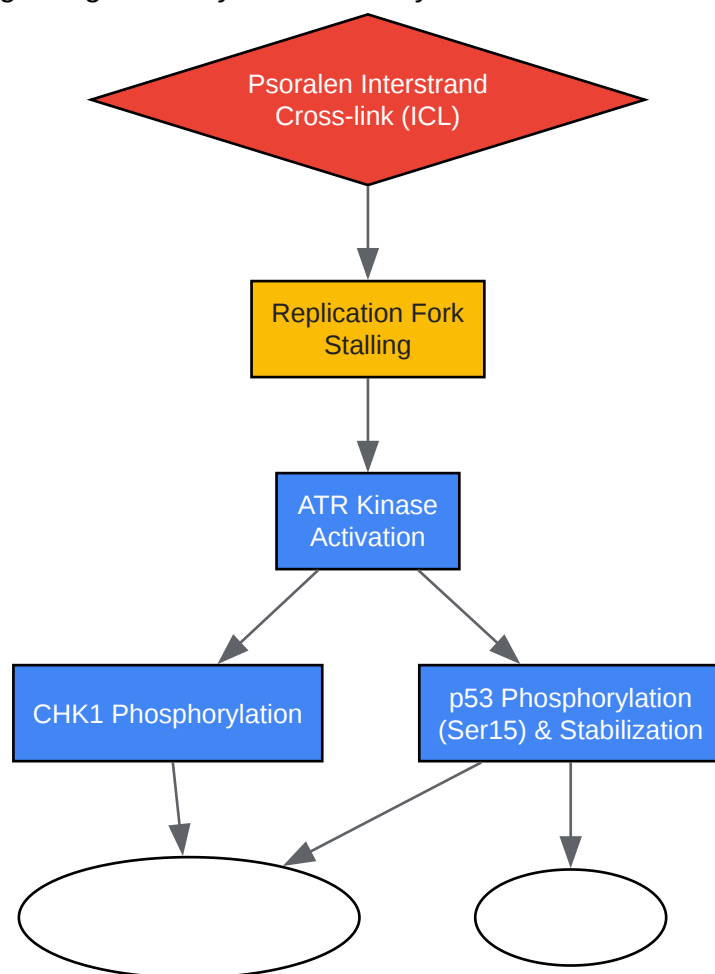 Psoralen Interstrand
Cross-link (ICL)
Replication Fork
Stalling
ATR Kinase
Activation
CHK1 Phosphorylation
p53 Phosphorylation
(Ser15) & Stabilization